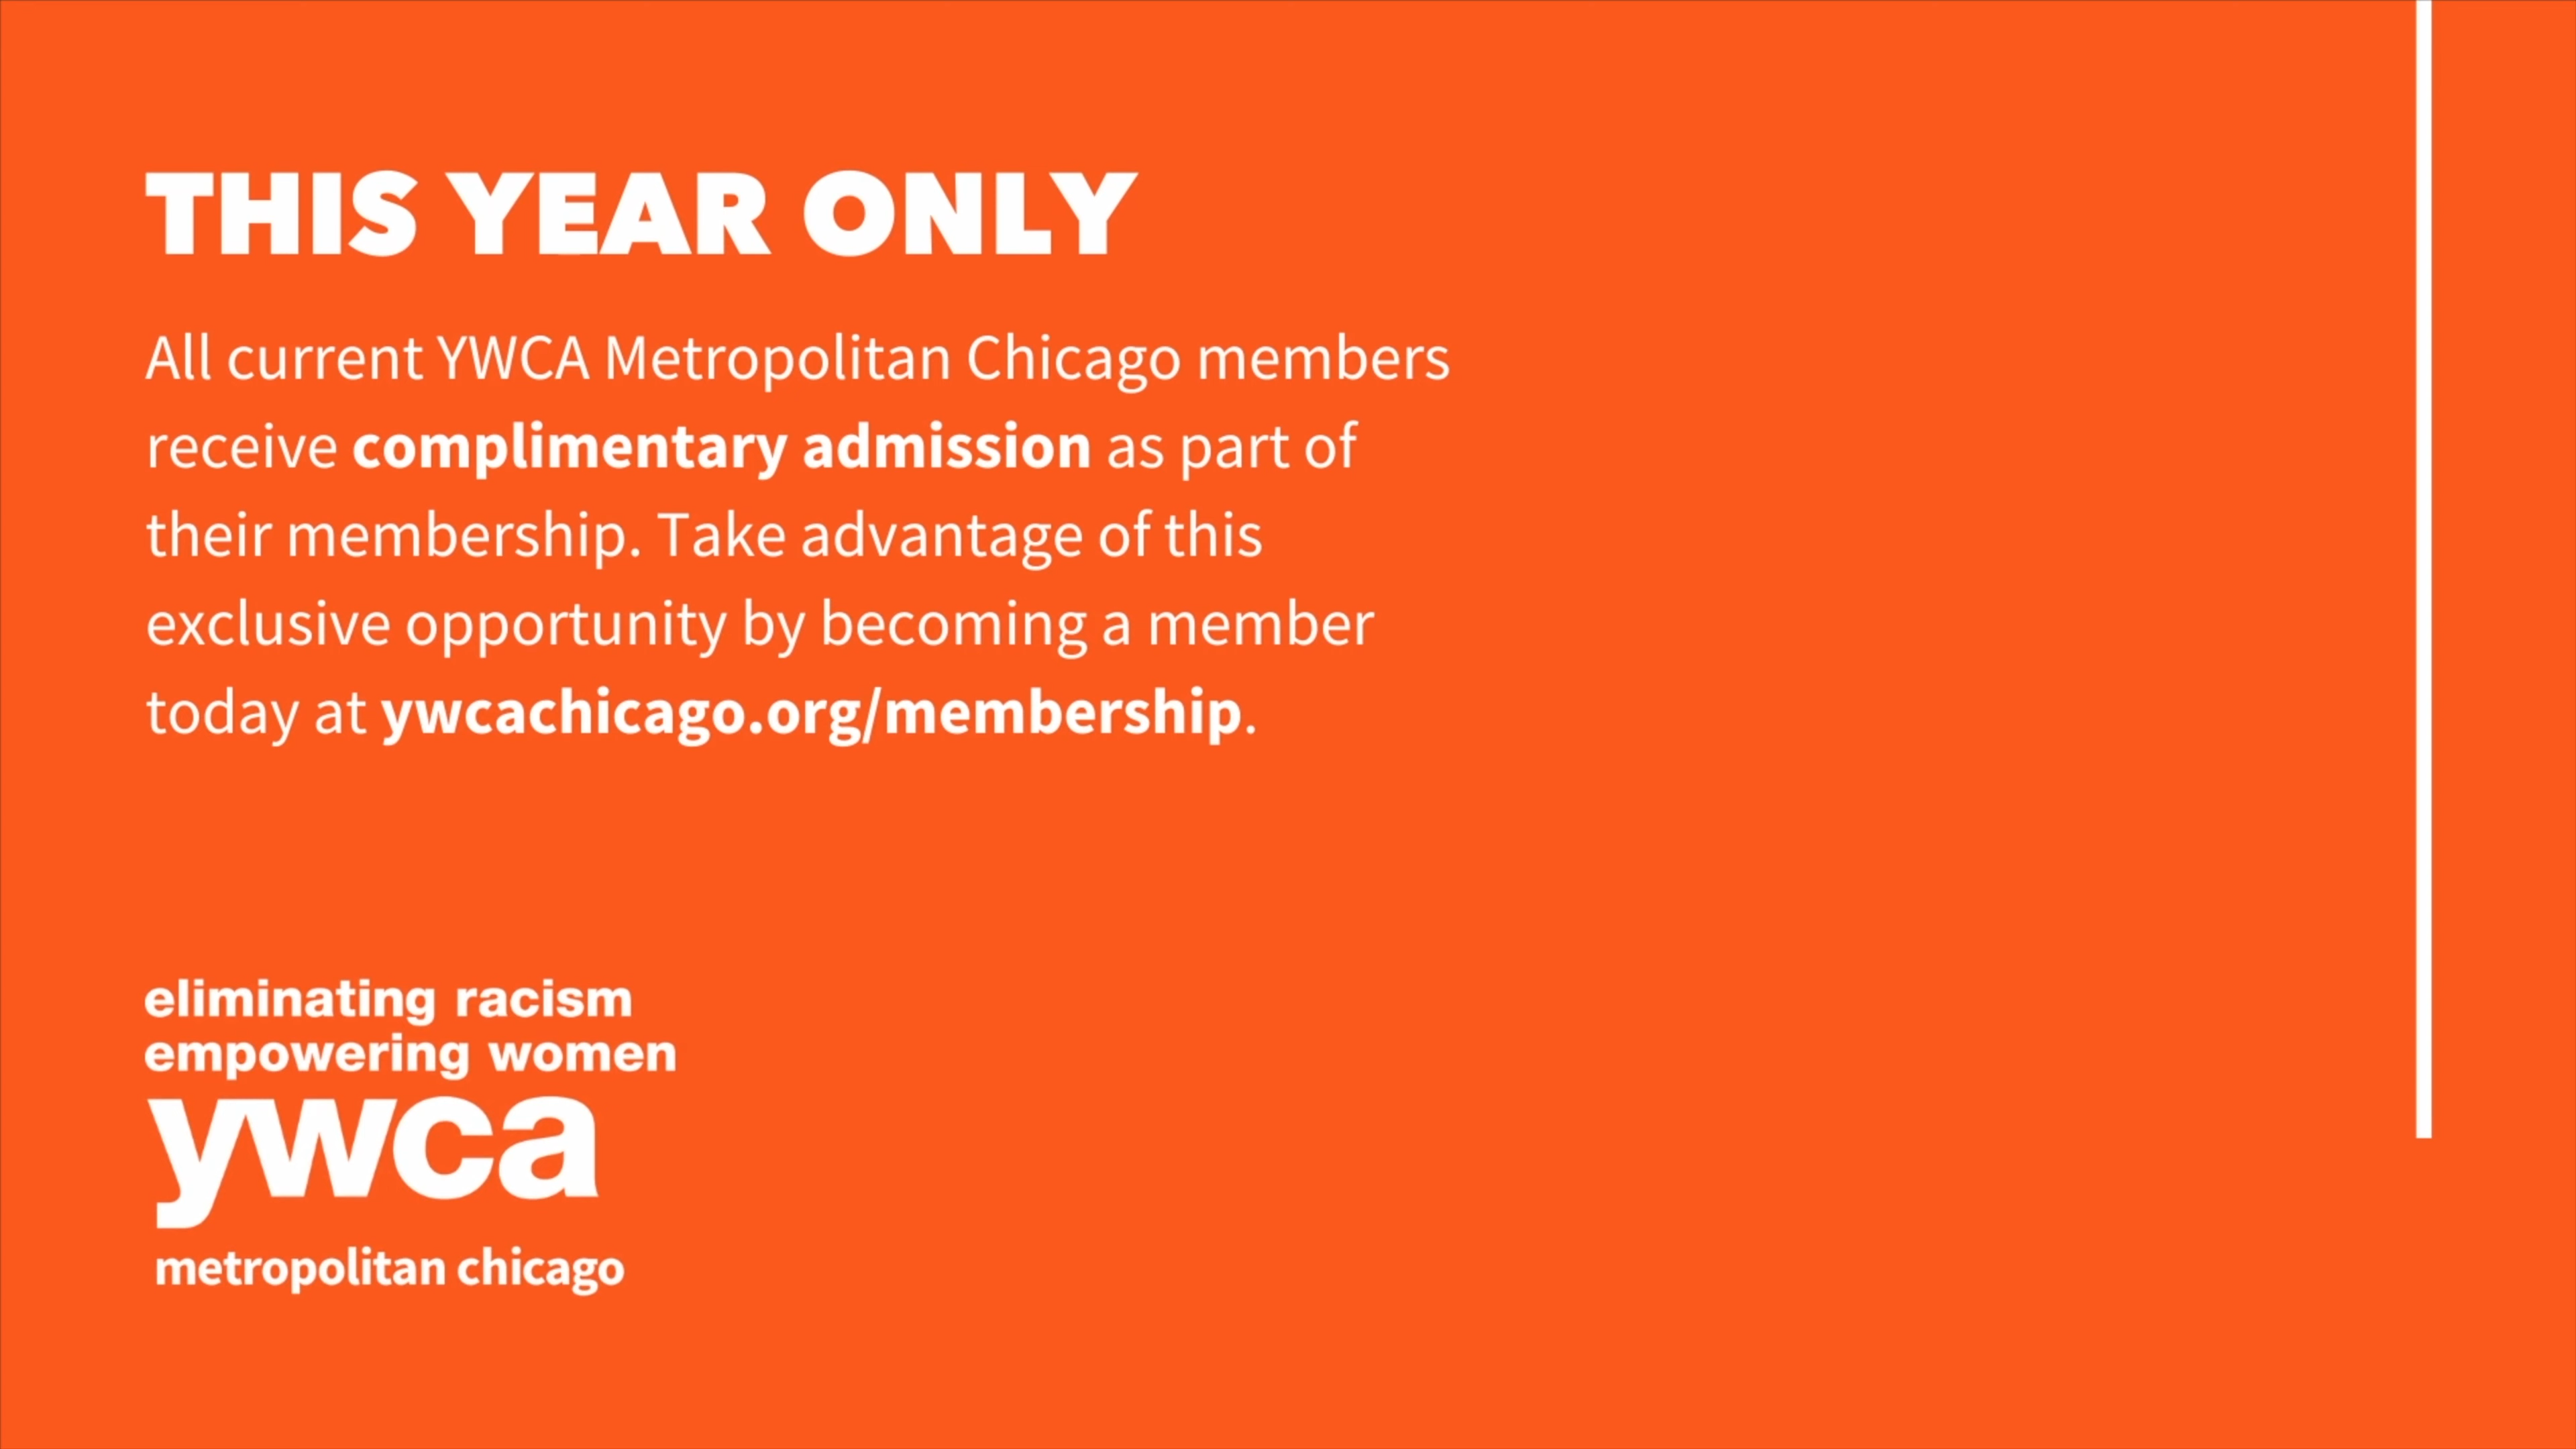 THIS YEAR ONLY
All current YWCA Metropolitan Chicago members
receive complimentary admission as part of
their membership. Take advantage of this
exclusive opportunity by becoming a member
today at ywcachicago.org/membership.
eliminating racism
empowering women
ywca
metropolitan chicago